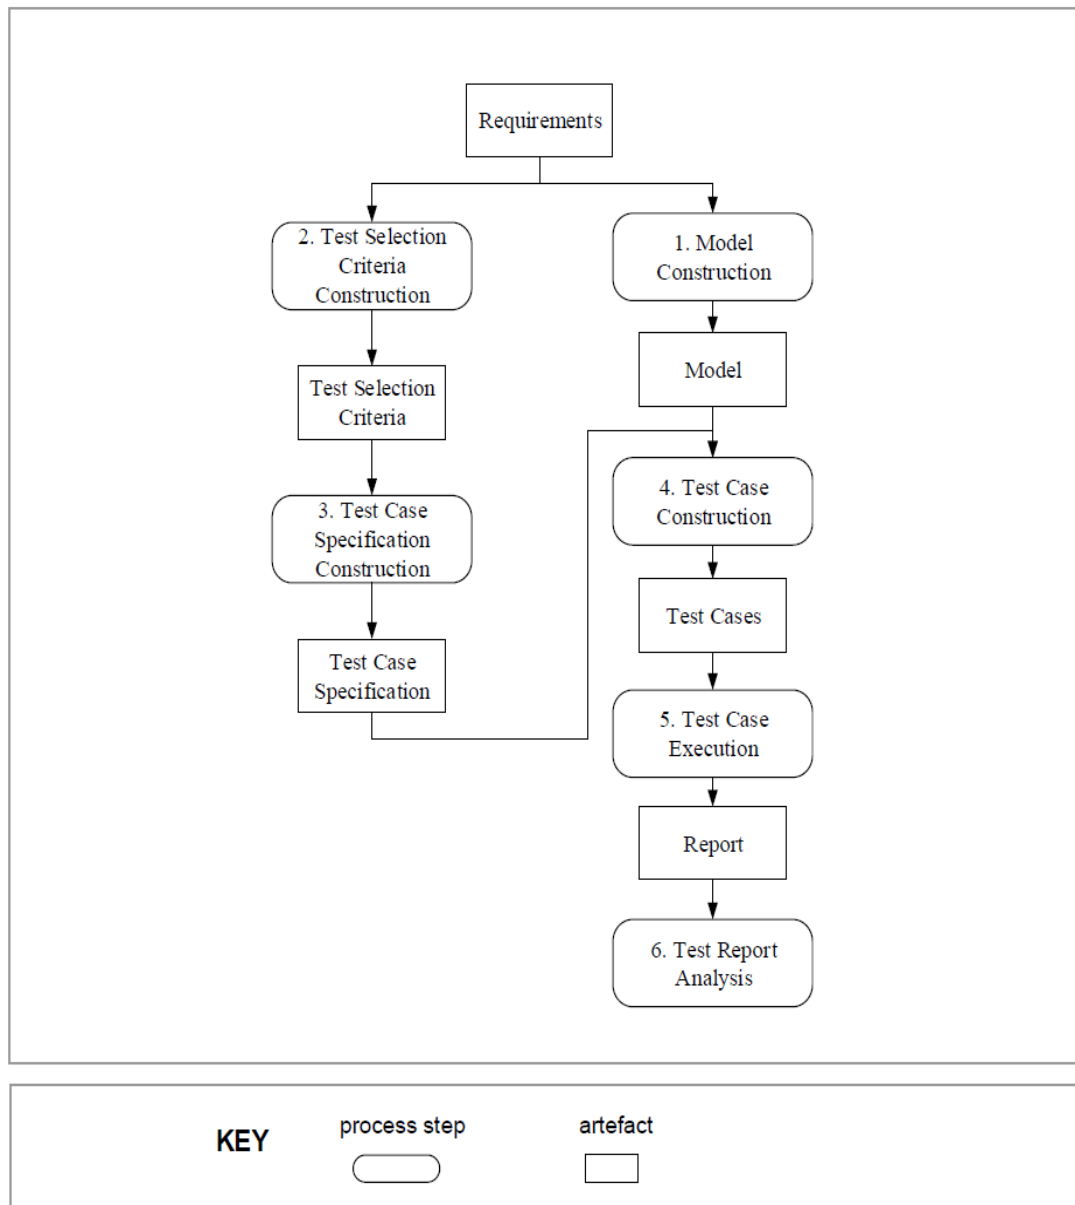 Requirements
2. Test Selection
Criteria
Construction
1. Model
Construction
Test Selection
Criteria
Model
3. Test Case
Specification
Construction
4. Test Case
Construction
Test Case
Specification
Test Cases
5. Test Case
Execution
Report
6. Test Report
Analysis
KEY
process step
artefact